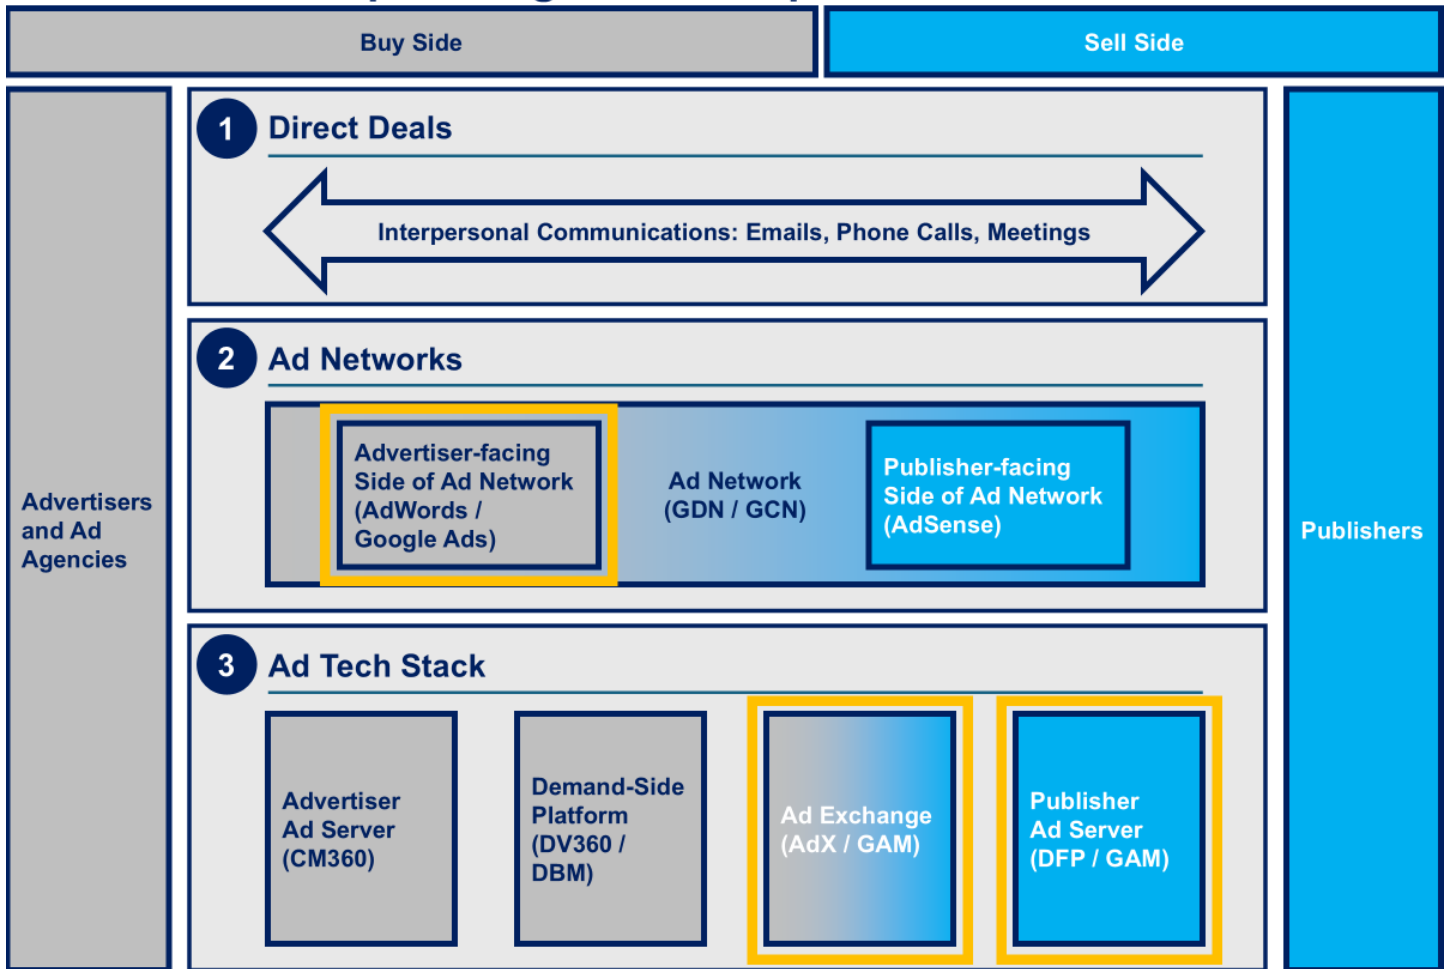 Buy Side
Sell Side
1
Direct Deals
Interpersonal Communications: Emails, Phone Calls, Meetings
2
Ad Networks
Advertiser-facing
Side of Ad Network
(AdWords /
Google Ads)
Ad Network
(GDN / GCN)
Publisher-facing
Side of Ad Network
(AdSense)
Advertisers
and Ad
Agencies
Publishers
3
Ad Tech Stack
Advertiser
Ad Server
(CM360)
Demand-Side
Platform
(DV360 /
DBM)
Ad Exchange
(AdX / GAM)
Publisher
Ad Server
(DFP / GAM)